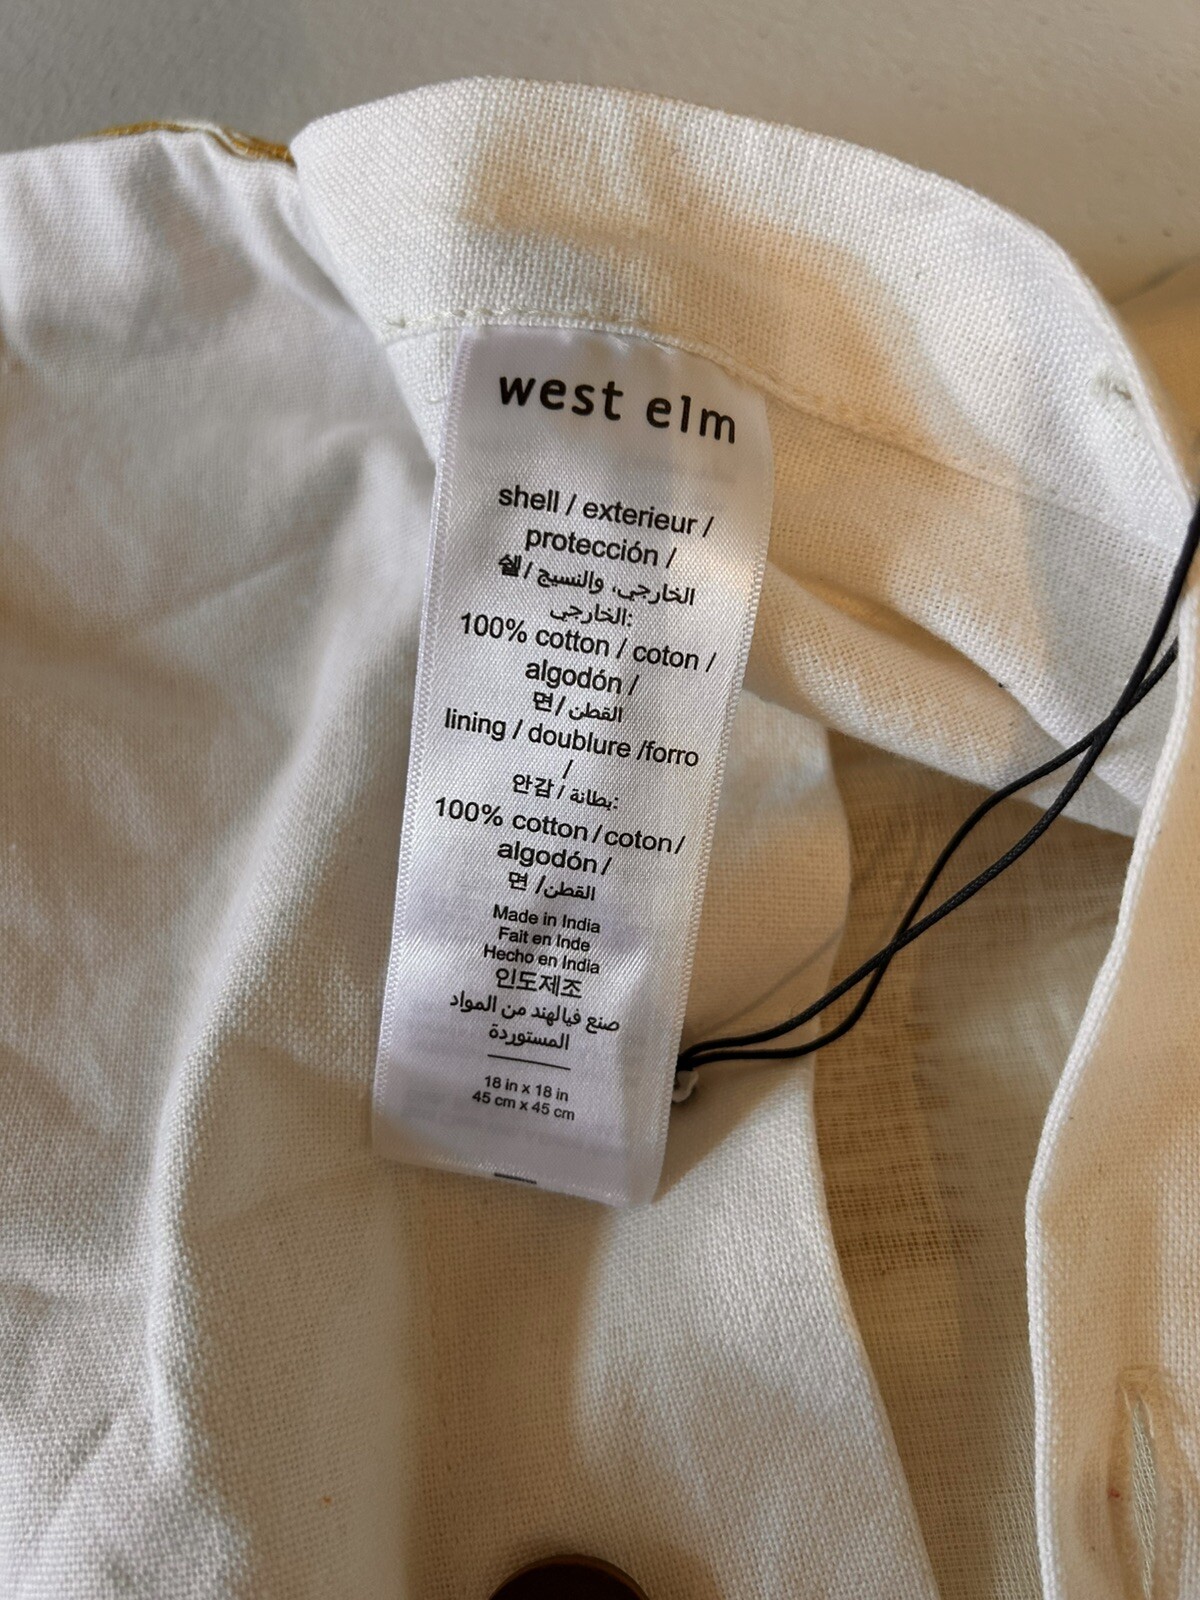 west elm
shell / exterieur /
protección /
쉘 / الخارجي، والنسيج
الخارجي:
100% cotton / coton /
algodón /
면 / القطن
lining / doublure /forro
/
안감 / بطانة:
100% cotton / coton /
algodón /
면 / القطن
Made in India
Fait en Inde
Hecho en India
인도제조
صنع فيالهند من المواد
المستوردة
18 in x 18 in
45 cm x 45 cm